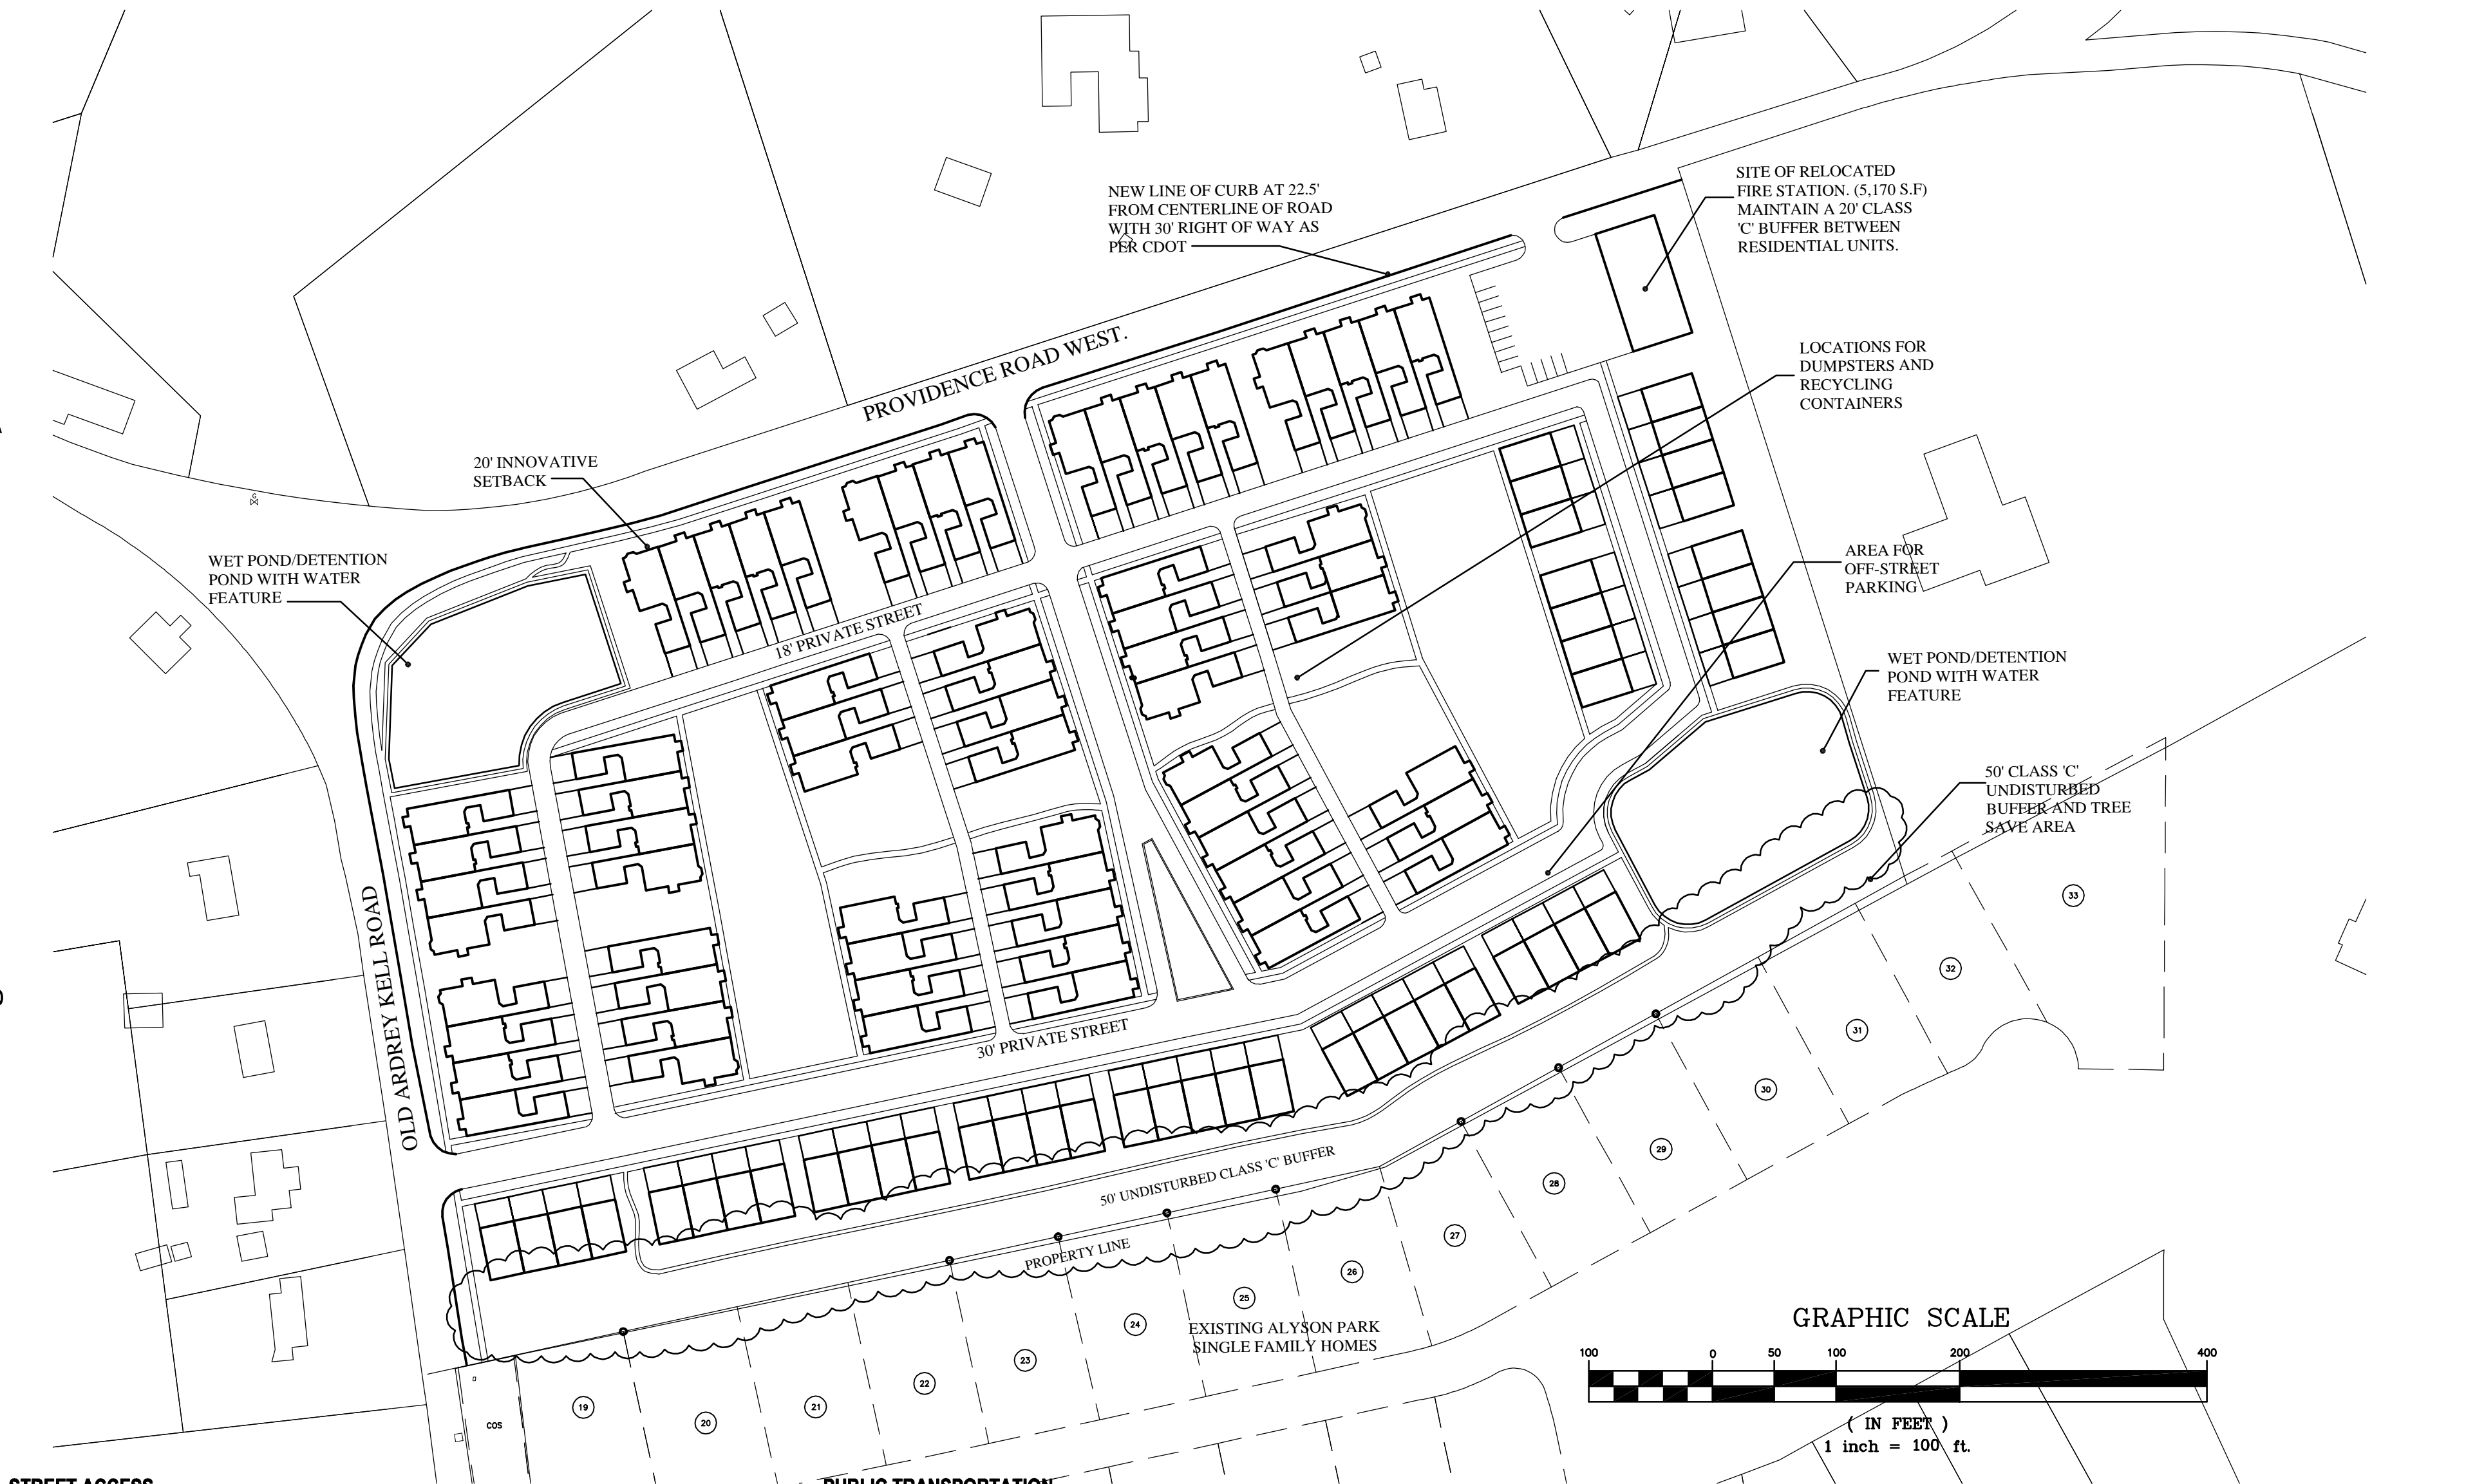 SITE OF RELOCATED
FIRE STATION. (5,170 S.F)
MAINTAIN A 20' CLASS
'C' BUFFER BETWEEN
RESIDENTIAL UNITS.
NEW LINE OF CURB AT 22.5'
FROM CENTERLINE OF ROAD
WITH 30' RIGHT OF WAY AS
PER CDOT
PROVIDENCE ROAD WEST.
LOCATIONS FOR
DUMPSTERS AND
RECYCLING
CONTAINERS
20' INNOVATIVE
SETBACK
WET POND/DETENTION
POND WITH WATER
FEATURE
AREA FOR
OFF-STREET
PARKING
18' PRIVATE STREET
WET POND/DETENTION
POND WITH WATER
FEATURE
50' CLASS 'C'
UNDISTURBED
BUFFER AND TREE
SAVE AREA
OLD ARDREY KELL ROAD
30' PRIVATE STREET
50' UNDISTURBED CLASS 'C' BUFFER
PROPERTY LINE
33
32
31
30
29
28
27
26
25
24
23
22
21
20
19
COS
EXISTING ALYSON PARK
SINGLE FAMILY HOMES
GRAPHIC SCALE
100 0 50 100 200 400
( IN FEET )
1 inch = 100 ft.
STREET ACCESS
PUBLIC TRANSPORTATION